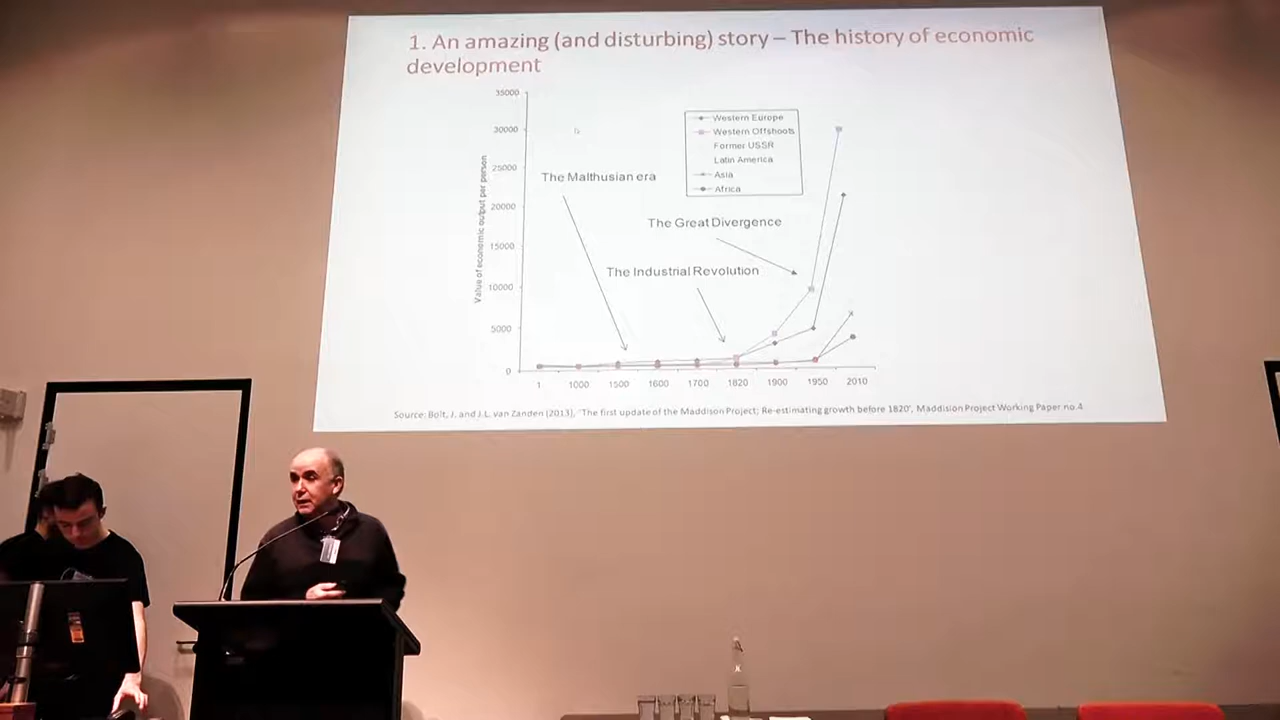 1. An amazing (and disturbing) story – The history of economic
development
35000
30000
25000
20000
15000
10000
5000
0
Value of economic output per person
Western Europe
Western Offshoots
Former USSR
Latin America
Asia
Africa
The Malthusian era
The Great Divergence
The Industrial Revolution
1 1000 1500 1600 1700 1820 1900 1950 2010
Source: Bolt, J. and J.L. van Zanden (2013), 'The first update of the Maddison Project; Re-estimating growth before 1820', Maddision Project Working Paper no.4